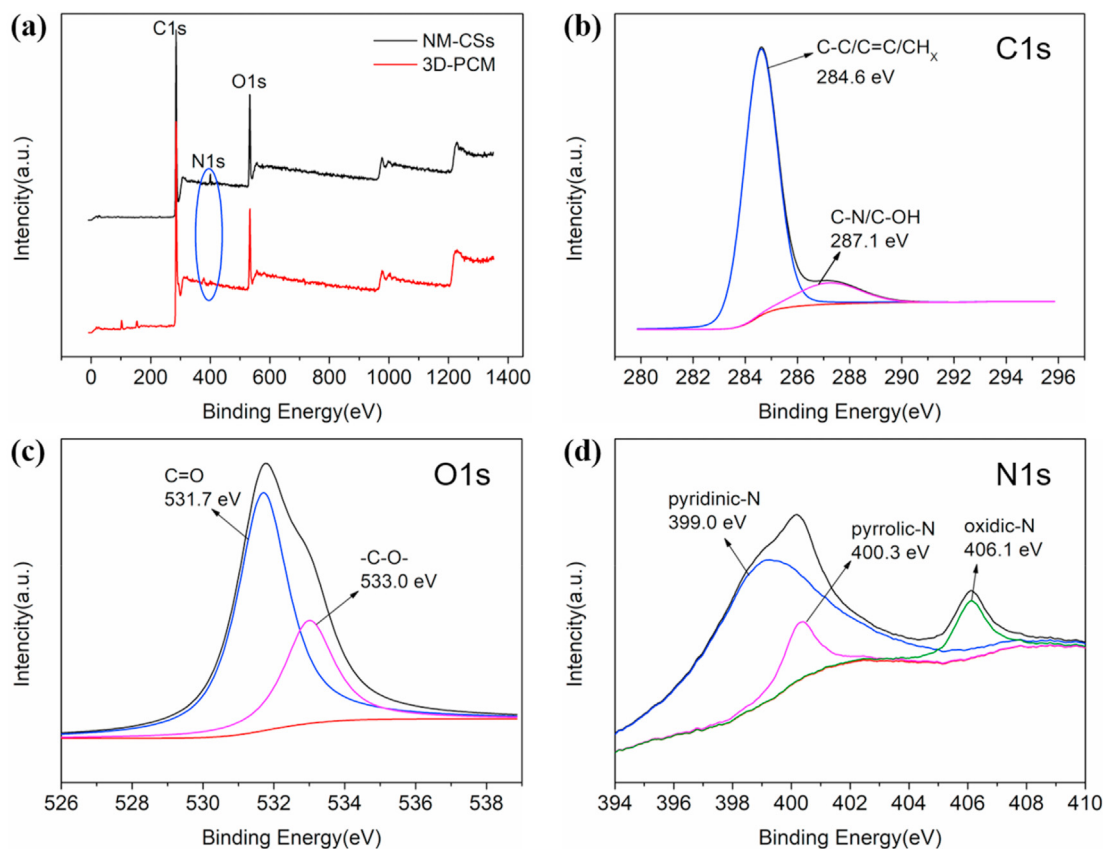 (a)
C1s
NM-CSs
3D-PCM
O1s
N1s
Intencity(a.u.)
0 200 400 600 800 1000 1200 1400
Binding Energy(eV)
(b)
C1s
C-C/C=C/CHX
284.6 eV
C-N/C-OH
287.1 eV
Intencity(a.u.)
280 282 284 286 288 290 292 294 296
Binding Energy(eV)
(c)
O1s
C=O
531.7 eV
-C-O-
533.0 eV
Intencity(a.u.)
526 528 530 532 534 536 538
Binding Energy(eV)
(d)
N1s
pyridinic-N
399.0 eV
pyrrolic-N
400.3 eV
oxidic-N
406.1 eV
Intencity(a.u.)
394 396 398 400 402 404 406 408 410
Binding Energy(eV)